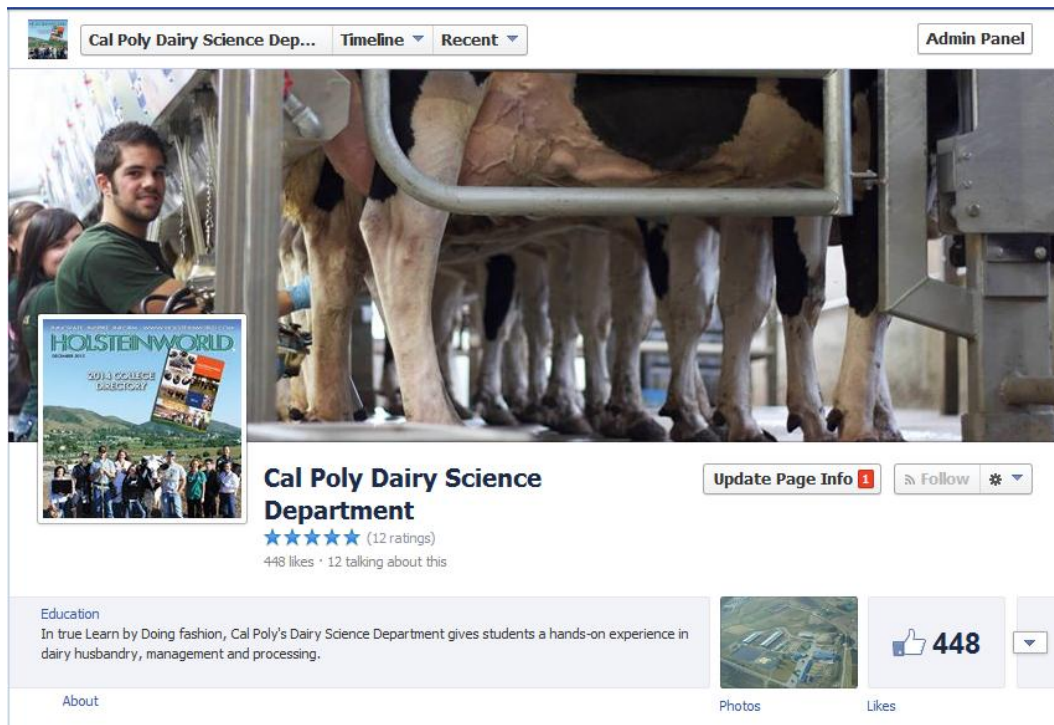 Cal Poly Dairy Science Dep...
Timeline
Recent
Admin Panel
HOLSTEINWORLD
DECEMBER 2013
2014 COLLEGE
DIRECTORY
Cal Poly Dairy Science
Department
Update Page Info 1
Follow
(12 ratings)
448 likes · 12 talking about this
Education
In true Learn by Doing fashion, Cal Poly's Dairy Science Department gives students a hands-on experience in
dairy husbandry, management and processing.
448
About
Photos
Likes